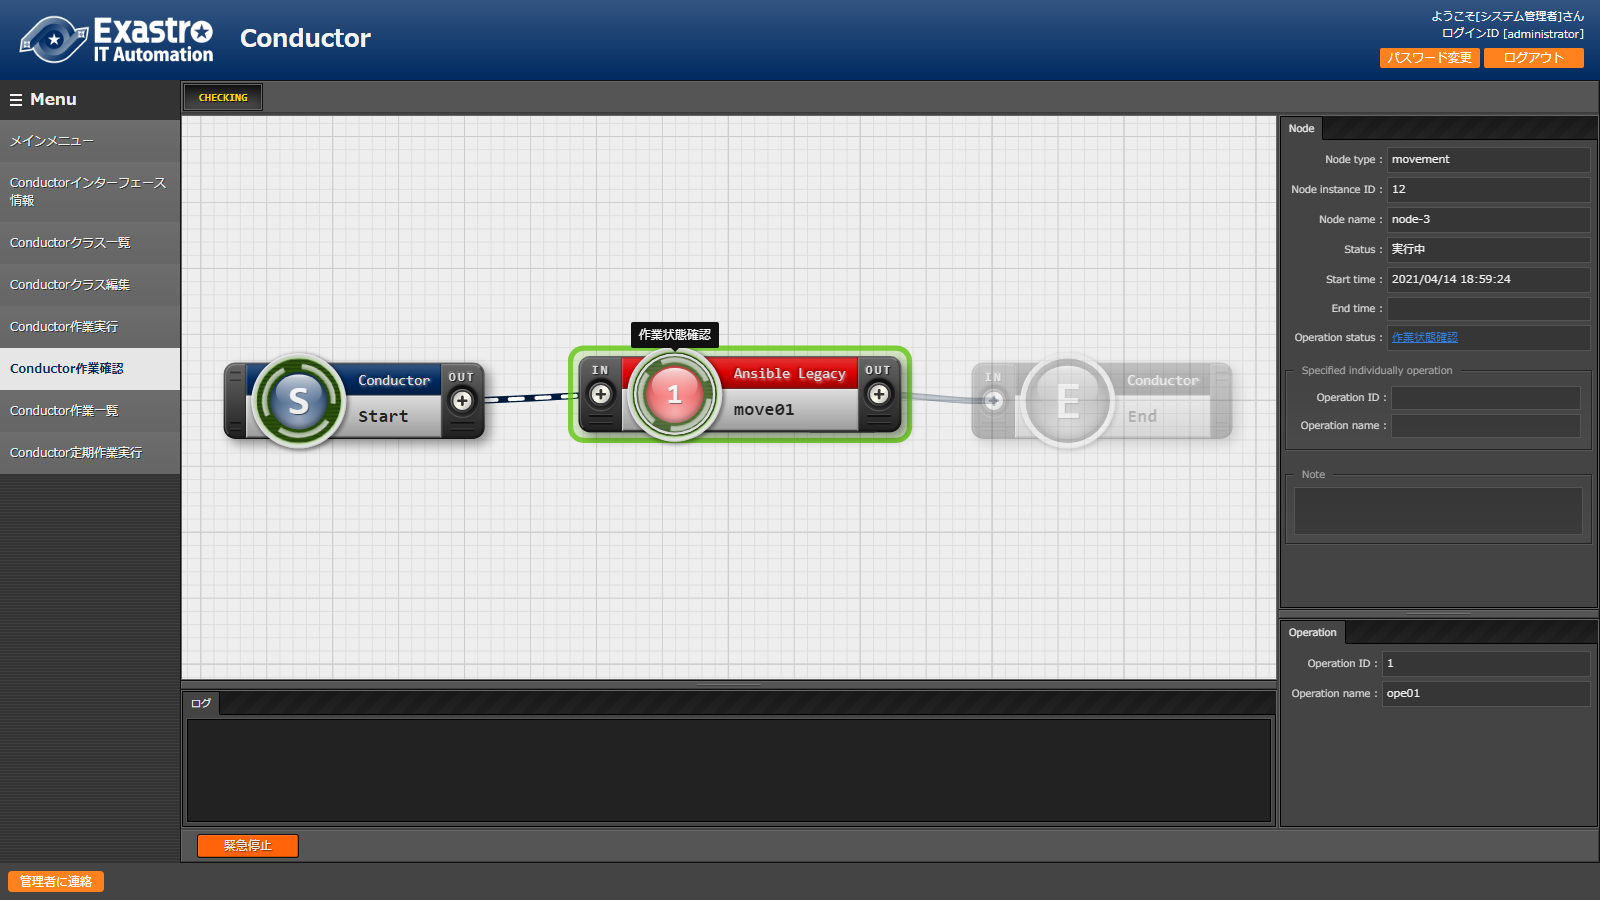 Exastro
IT Automation
Conductor
ようこそ[システム管理者]さん
ログインID [administrator]
パスワード変更
ログアウト
Menu
メインメニュー
Conductorインターフェース
情報
Conductorクラス一覧
Conductorクラス編集
Conductor作業実行
Conductor作業確認
Conductor作業一覧
Conductor定期作業実行
CHECKING
作業状態確認
S
Conductor
Start
OUT
IN
1
Ansible Legacy
move01
OUT
IN
E
Conductor
End
ログ
緊急停止
管理者に連絡
Node
Node type : movement
Node instance ID : 12
Node name : node-3
Status : 実行中
Start time : 2021/04/14 18:59:24
End time :
Operation status : 作業状態確認
Specified individually operation
Operation ID :
Operation name :
Note
Operation
Operation ID : 1
Operation name : ope01